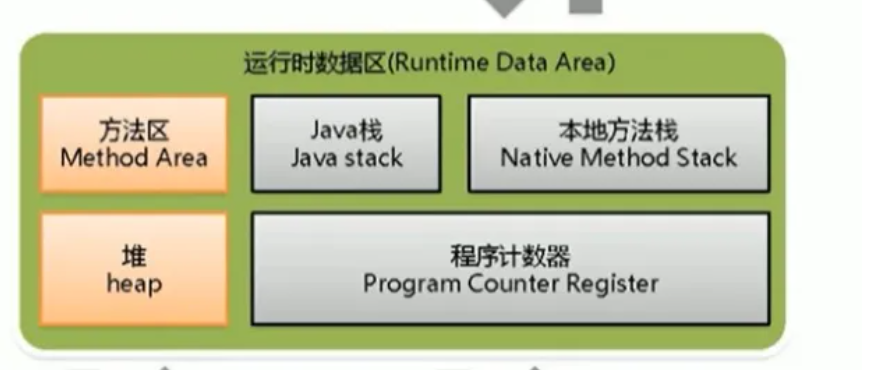 运行时数据区(Runtime Data Area)
方法区
Method Area
Java栈
Java stack
本地方法栈
Native Method Stack
堆
heap
程序计数器
Program Counter Register